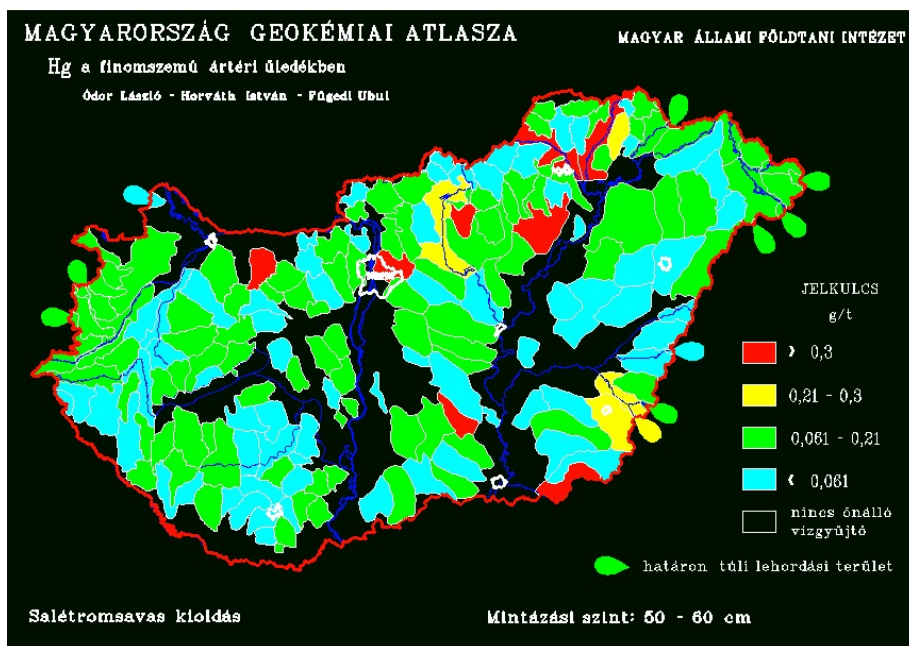 MAGYARORSZÁG GEOKÉMIAI ATLASZA
MAGYAR ÁLLAMI FÖLDTANI INTÉZET
Hg a finomszemű ártéri üledékben
Ódor László - Horváth István - Fügedi Ubul
JELKULCS
g/t
> 0,3
0,21 - 0,3
0,061 - 0,21
< 0,061
nincs önálló
vízgyűjtő
határon túli lehordási terület
Salétromsavas kioldás
Mintázási szint: 50 - 60 cm